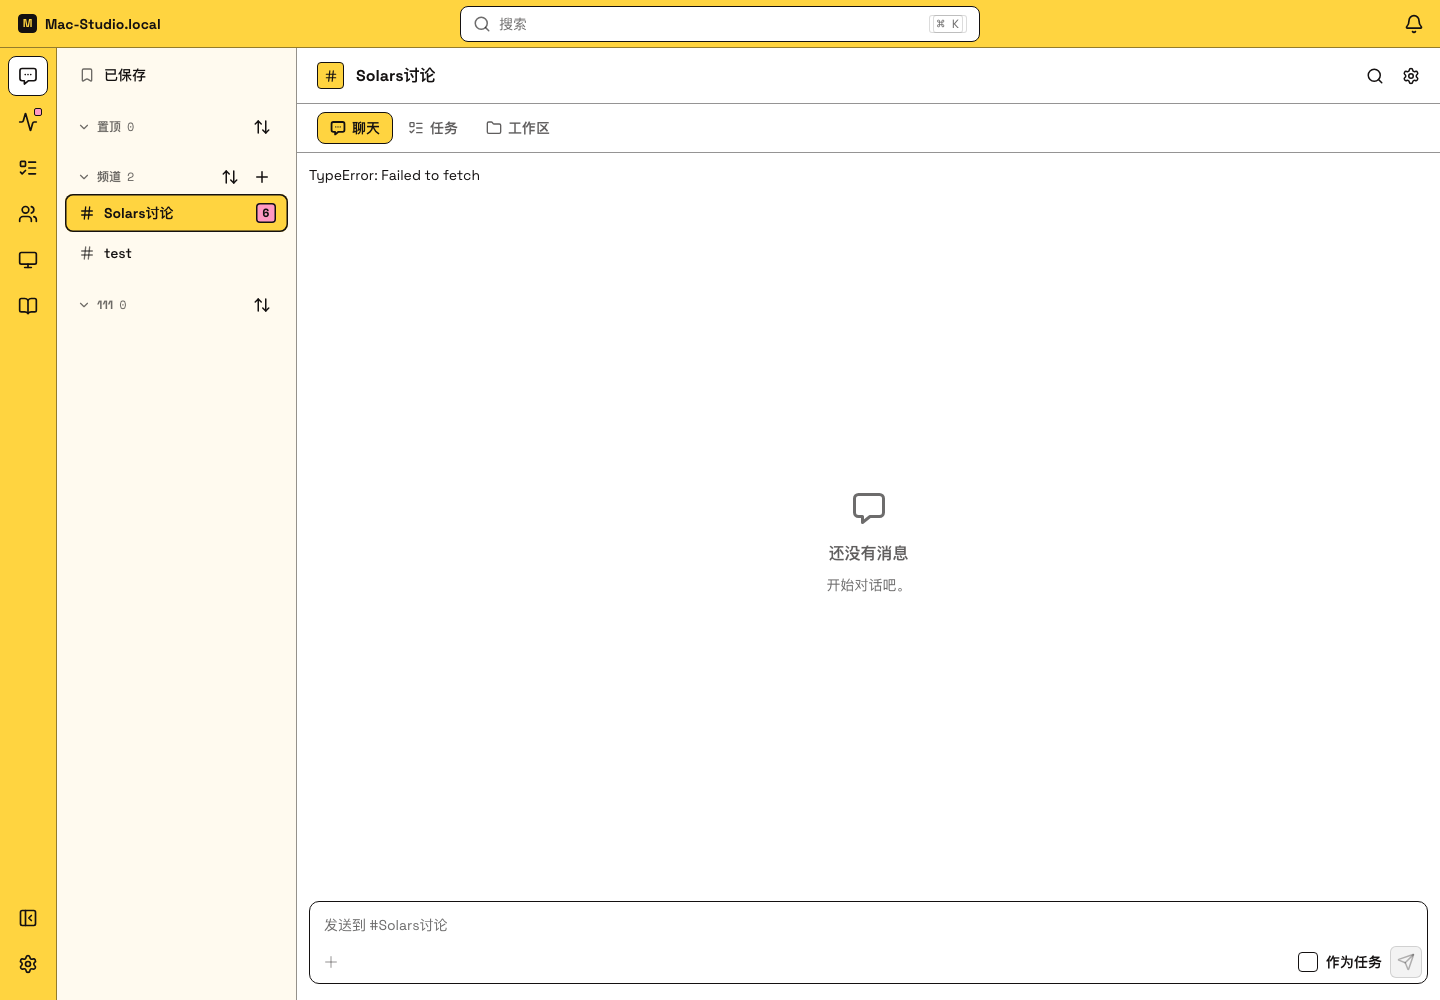 M Mac-Studio.local
搜索
⌘ K
已保存
置顶 0
频道 2
Solars讨论 6
test
111 0
Solars讨论
聊天 任务 工作区
TypeError: Failed to fetch
还没有消息
开始对话吧。
发送到 #Solars讨论
作为任务